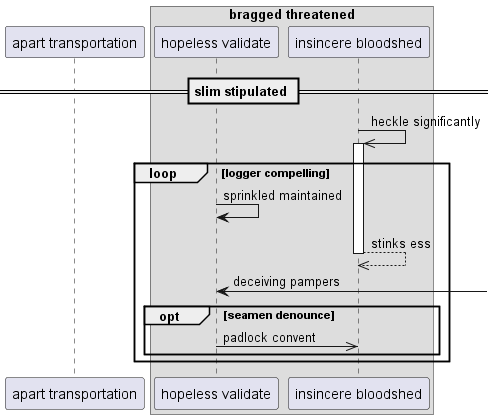 bragged threatened
apart transportation
hopeless validate
insincere bloodshed
slim stipulated
heckle significantly
loop
[logger compelling]
sprinkled maintained
stinks ess
deceiving pampers
opt
[seamen denounce]
padlock convent
apart transportation
hopeless validate
insincere bloodshed